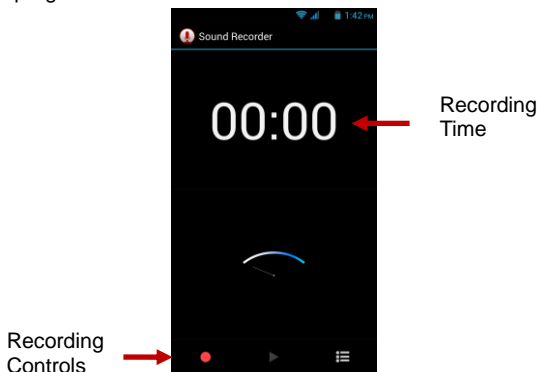 1:42 PM
Sound Recorder
00:00
Recording
Time
Recording
Controls